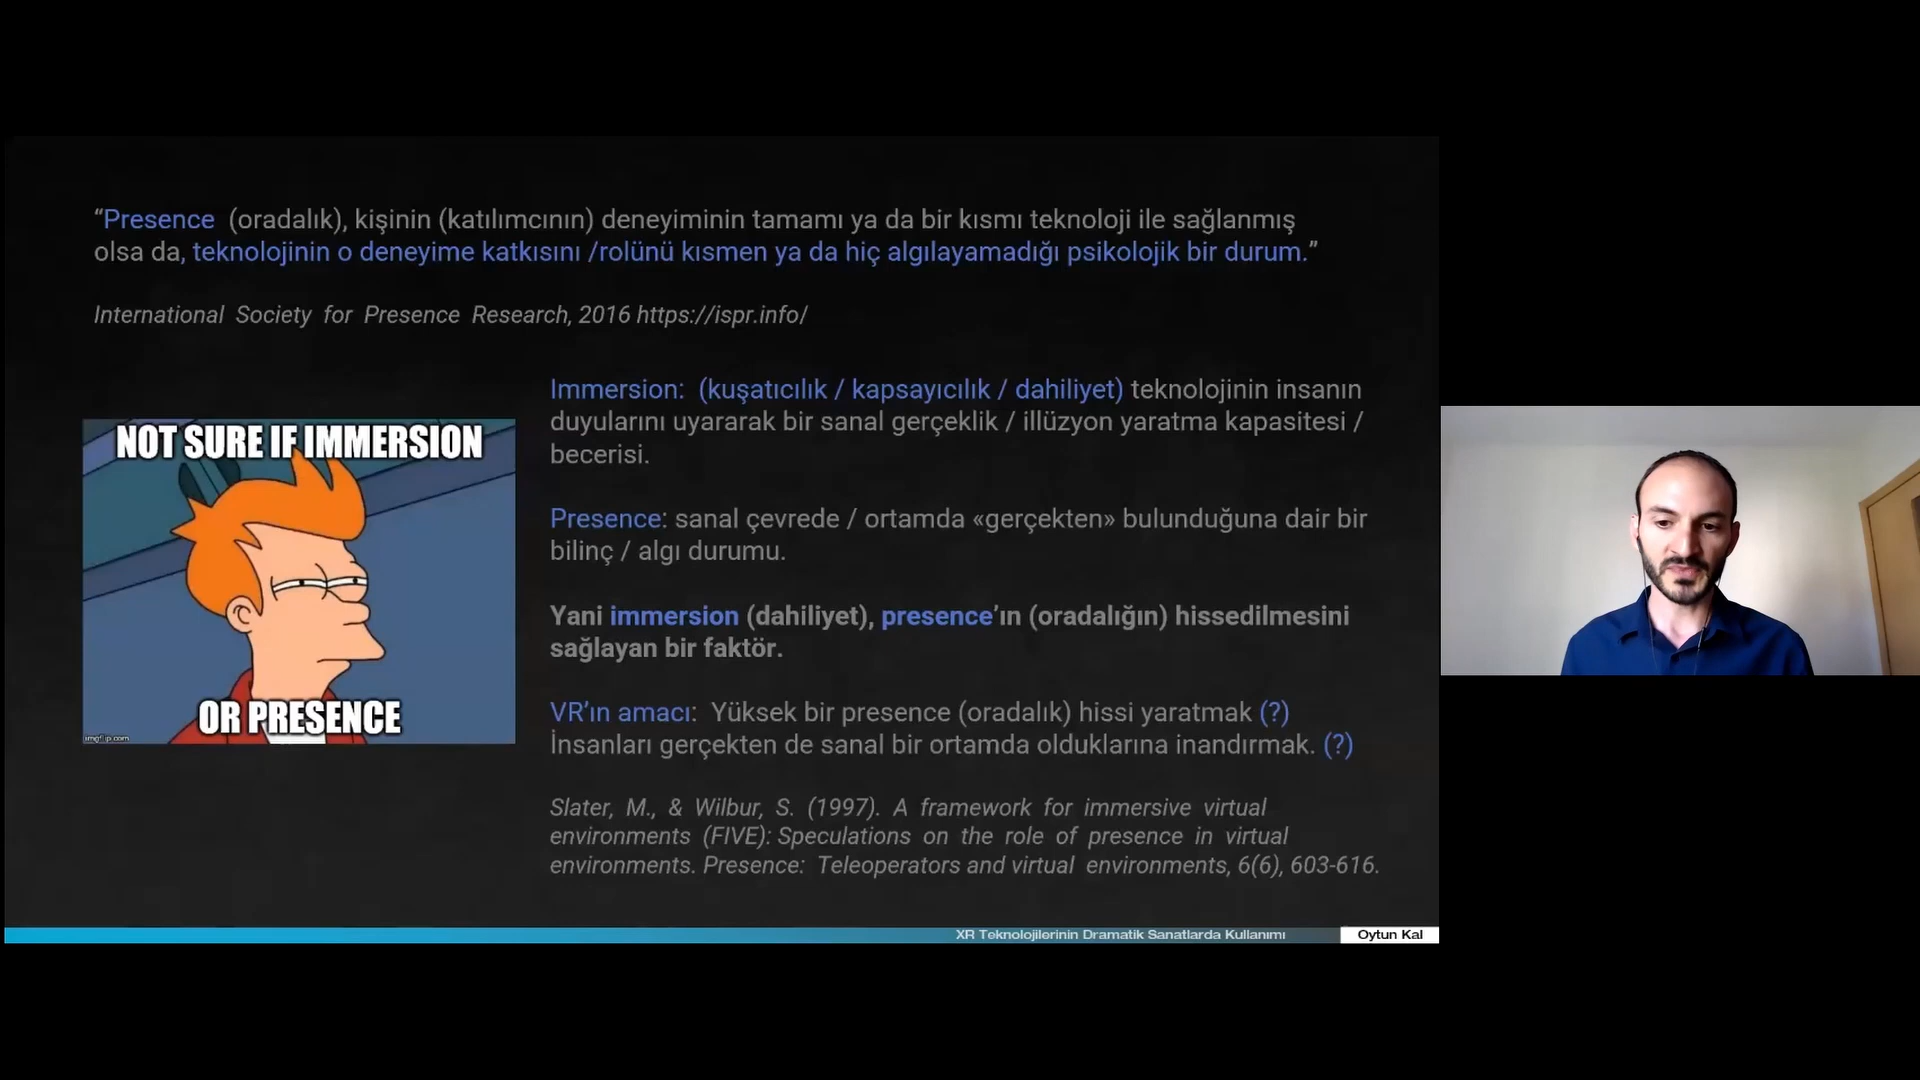 “Presence (oradalık), kişinin (katılımcının) deneyiminin tamamı ya da bir kısmı teknoloji ile sağlanmış
olsa da, teknolojinin o deneyime katkısını /rolünü kısmen ya da hiç algılayamadığı psikolojik bir durum.”
International Society for Presence Research, 2016 https://ispr.info/
NOT SURE IF IMMERSION
OR PRESENCE
imgflip.com
Immersion: (kuşatıcılık / kapsayıcılık / dahiliyet) teknolojinin insanın
duyularını uyararak bir sanal gerçeklik / illüzyon yaratma kapasitesi /
becerisi.
Presence: sanal çevrede / ortamda «gerçekten» bulunduğuna dair bir
bilinç / algı durumu.
Yani immersion (dahiliyet), presence’ın (oradalığın) hissedilmesini
sağlayan bir faktör.
VR’ın amacı: Yüksek bir presence (oradalık) hissi yaratmak (?)
İnsanları gerçekten de sanal bir ortamda olduklarına inandırmak. (?)
Slater, M., & Wilbur, S. (1997). A framework for immersive virtual
environments (FIVE): Speculations on the role of presence in virtual
environments. Presence: Teleoperators and virtual environments, 6(6), 603-616.
XR Teknolojilerinin Dramatik Sanatlarda Kullanımı
Oytun Kal